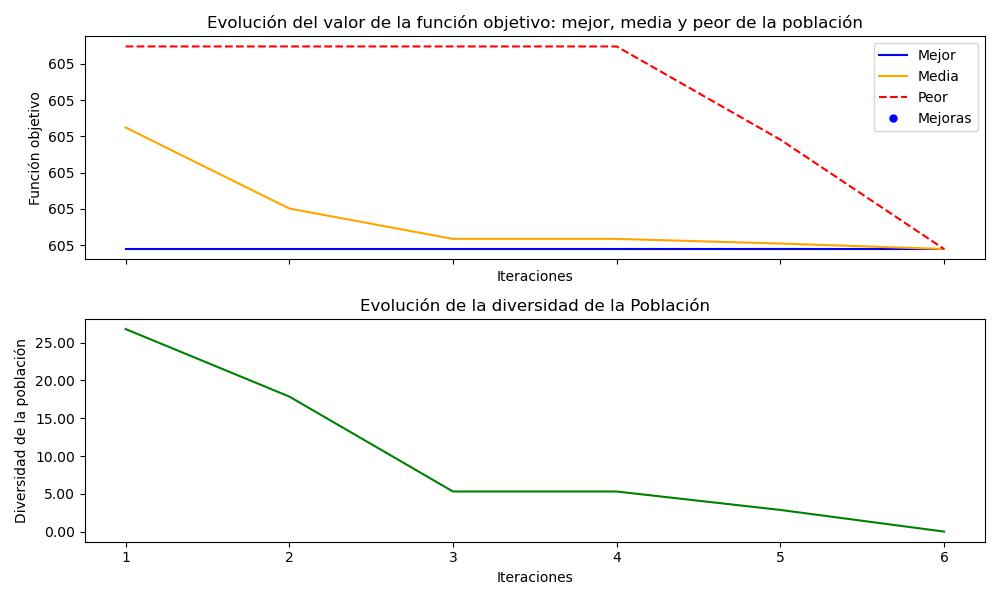 Evolución del valor de la función objetivo: mejor, media y peor de la población
Función objetivo
605
605
605
605
605
605
Mejor
Media
Peor
Mejoras
Iteraciones
Evolución de la diversidad de la Población
Diversidad de la población
25.00
20.00
15.00
10.00
5.00
0.00
1 2 3 4 5 6
Iteraciones